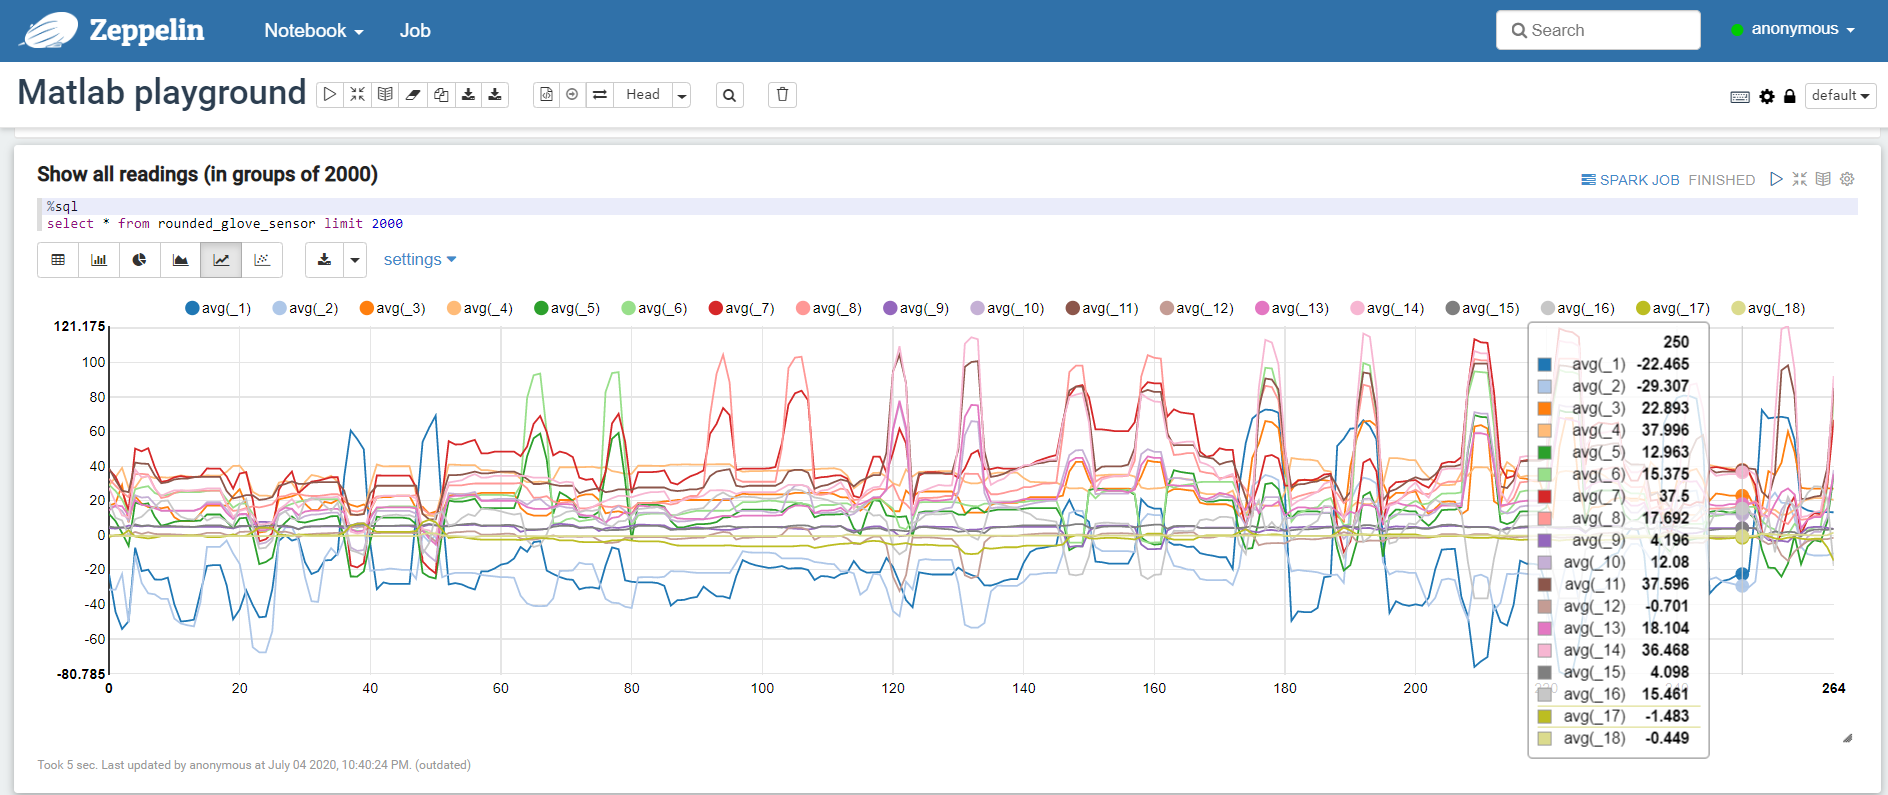 Zeppelin Notebook Job Search anonymous
Matlab playground Head default
Show all readings (in groups of 2000)
SPARK JOB FINISHED
%sql
select * from rounded_glove_sensor limit 2000
settings
avg(_1) avg(_2) avg(_3) avg(_4) avg(_5) avg(_6) avg(_7) avg(_8) avg(_9) avg(_10) avg(_11) avg(_12) avg(_13) avg(_14) avg(_15) avg(_16) avg(_17) avg(_18)
121.175
100
80
60
40
20
0
-20
-40
-60
-80.785
0 20 40 60 80 100 120 140 160 180 200 220 240 264
250
avg(_1) -22.465
avg(_2) -29.307
avg(_3) 22.893
avg(_4) 37.996
avg(_5) 12.963
avg(_6) 15.375
avg(_7) 37.5
avg(_8) 17.692
avg(_9) 4.196
avg(_10) 12.08
avg(_11) 37.596
avg(_12) -0.701
avg(_13) 18.104
avg(_14) 36.468
avg(_15) 4.098
avg(_16) 15.461
avg(_17) -1.483
avg(_18) -0.449
Took 5 sec. Last updated by anonymous at July 04 2020, 10:40:24 PM. (outdated)